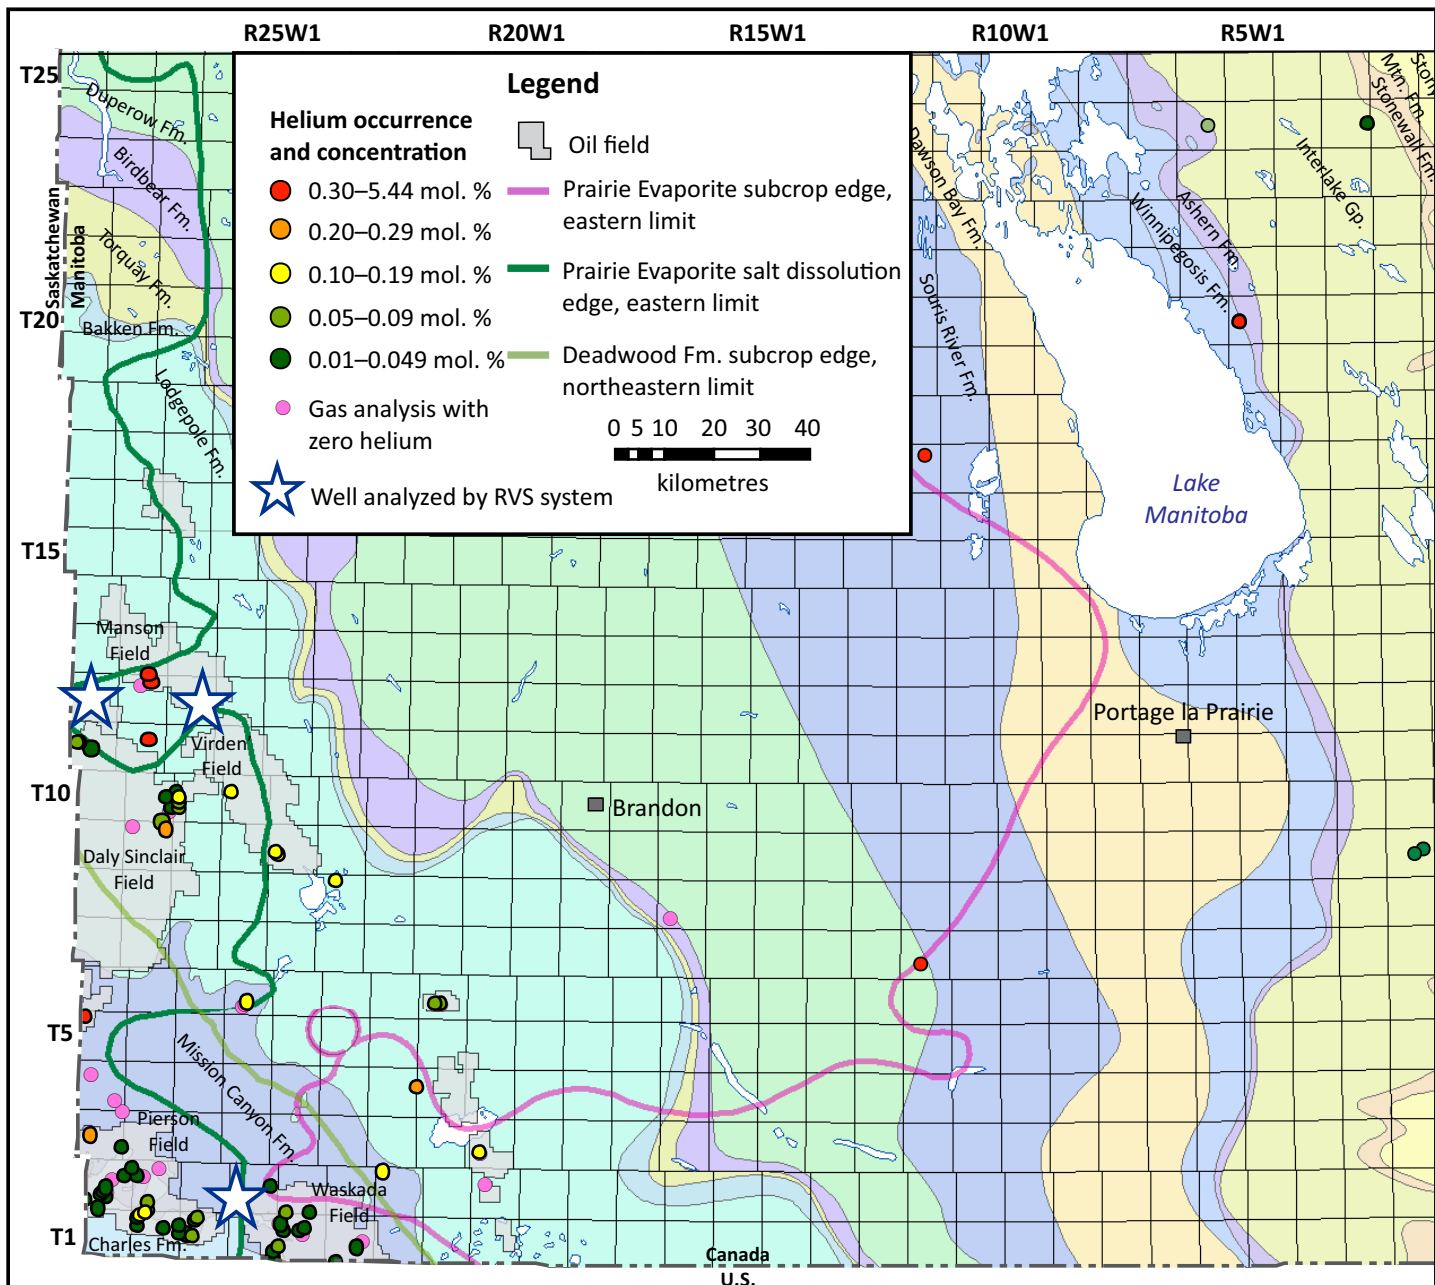 R25W1 R20W1 R15W1 R10W1 R5W1
T25
T20
T15
T10
T5
T1
Saskatchewan
Manitoba
Legend
Helium occurrence
and concentration
0.30–5.44 mol. %
0.20–0.29 mol. %
0.10–0.19 mol. %
0.05–0.09 mol. %
0.01–0.049 mol. %
Gas analysis with
zero helium
Well analyzed by RVS system
Oil field
Prairie Evaporite subcrop edge,
eastern limit
Prairie Evaporite salt dissolution
edge, eastern limit
Deadwood Fm. subcrop edge,
northeastern limit
0 5 10 20 30 40
kilometres
Duperow Fm.
Birdbear Fm.
Torquay Fm.
Bakken Fm.
Lodgepole Fm.
Dawson Bay Fm.
Souris River Fm.
Winnipegosis Fm.
Ashern Fm.
Interlake Gp.
Stonewall Fm.
Stony
Mtn. Fm.
Lake
Manitoba
Manson
Field
Virden
Field
Portage la Prairie
Brandon
Daly Sinclair
Field
Mission Canyon Fm.
Pierson
Field
Waskada
Field
Charles Fm.
Canada
U.S.